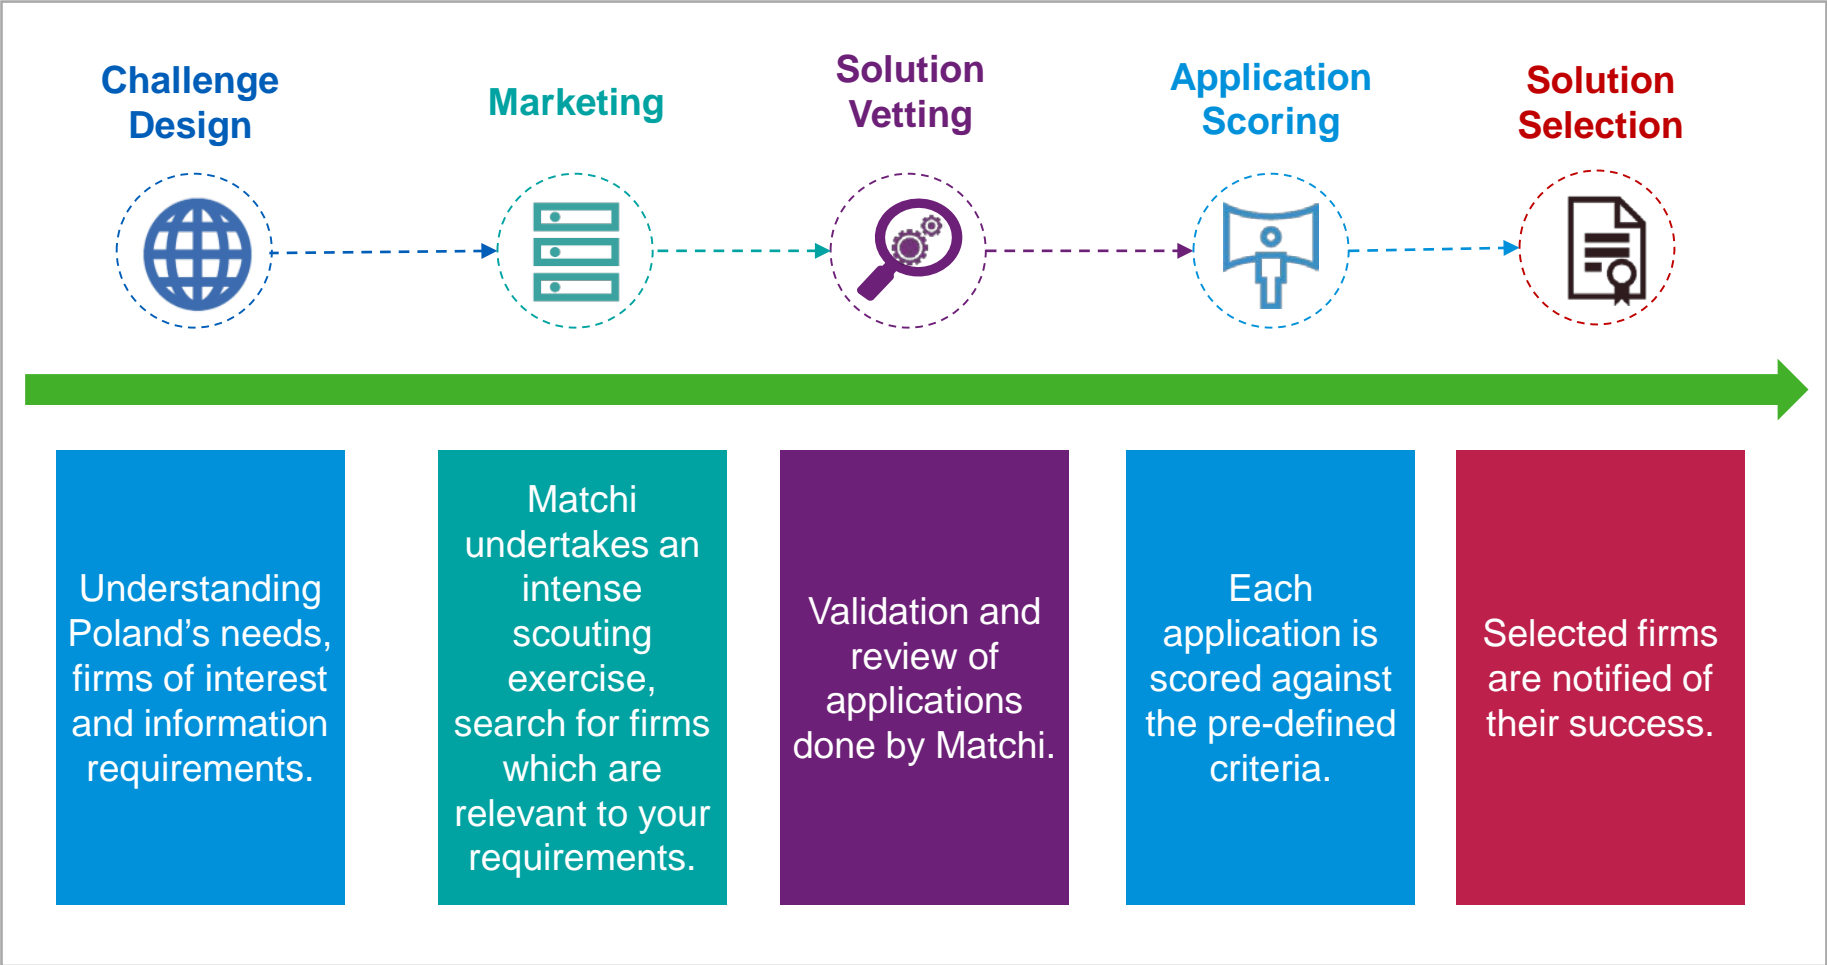 Challenge
Design
Marketing
Solution
Vetting
Application
Scoring
Solution
Selection
Understanding
Poland’s needs,
firms of interest
and information
requirements.
Matchi
undertakes an
intense
scouting
exercise,
search for firms
which are
relevant to your
requirements.
Validation and
review of
applications
done by Matchi.
Each
application is
scored against
the pre-defined
criteria.
Selected firms
are notified of
their success.